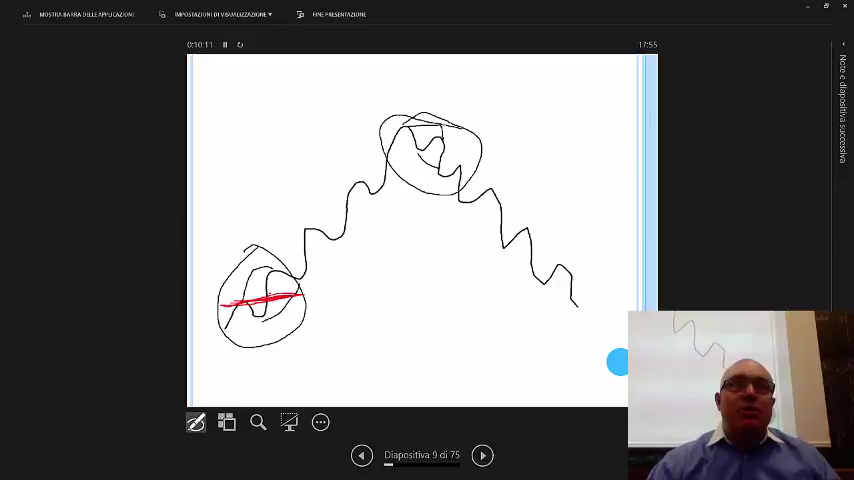 MOSTRA BARRA DELLE APPLICAZIONI IMPOSTAZIONI DI VISUALIZZAZIONE ▼ FINE PRESENTAZIONE
0:10:11 17:55
Note e diapositiva successiva
Diapositiva 9 di 75